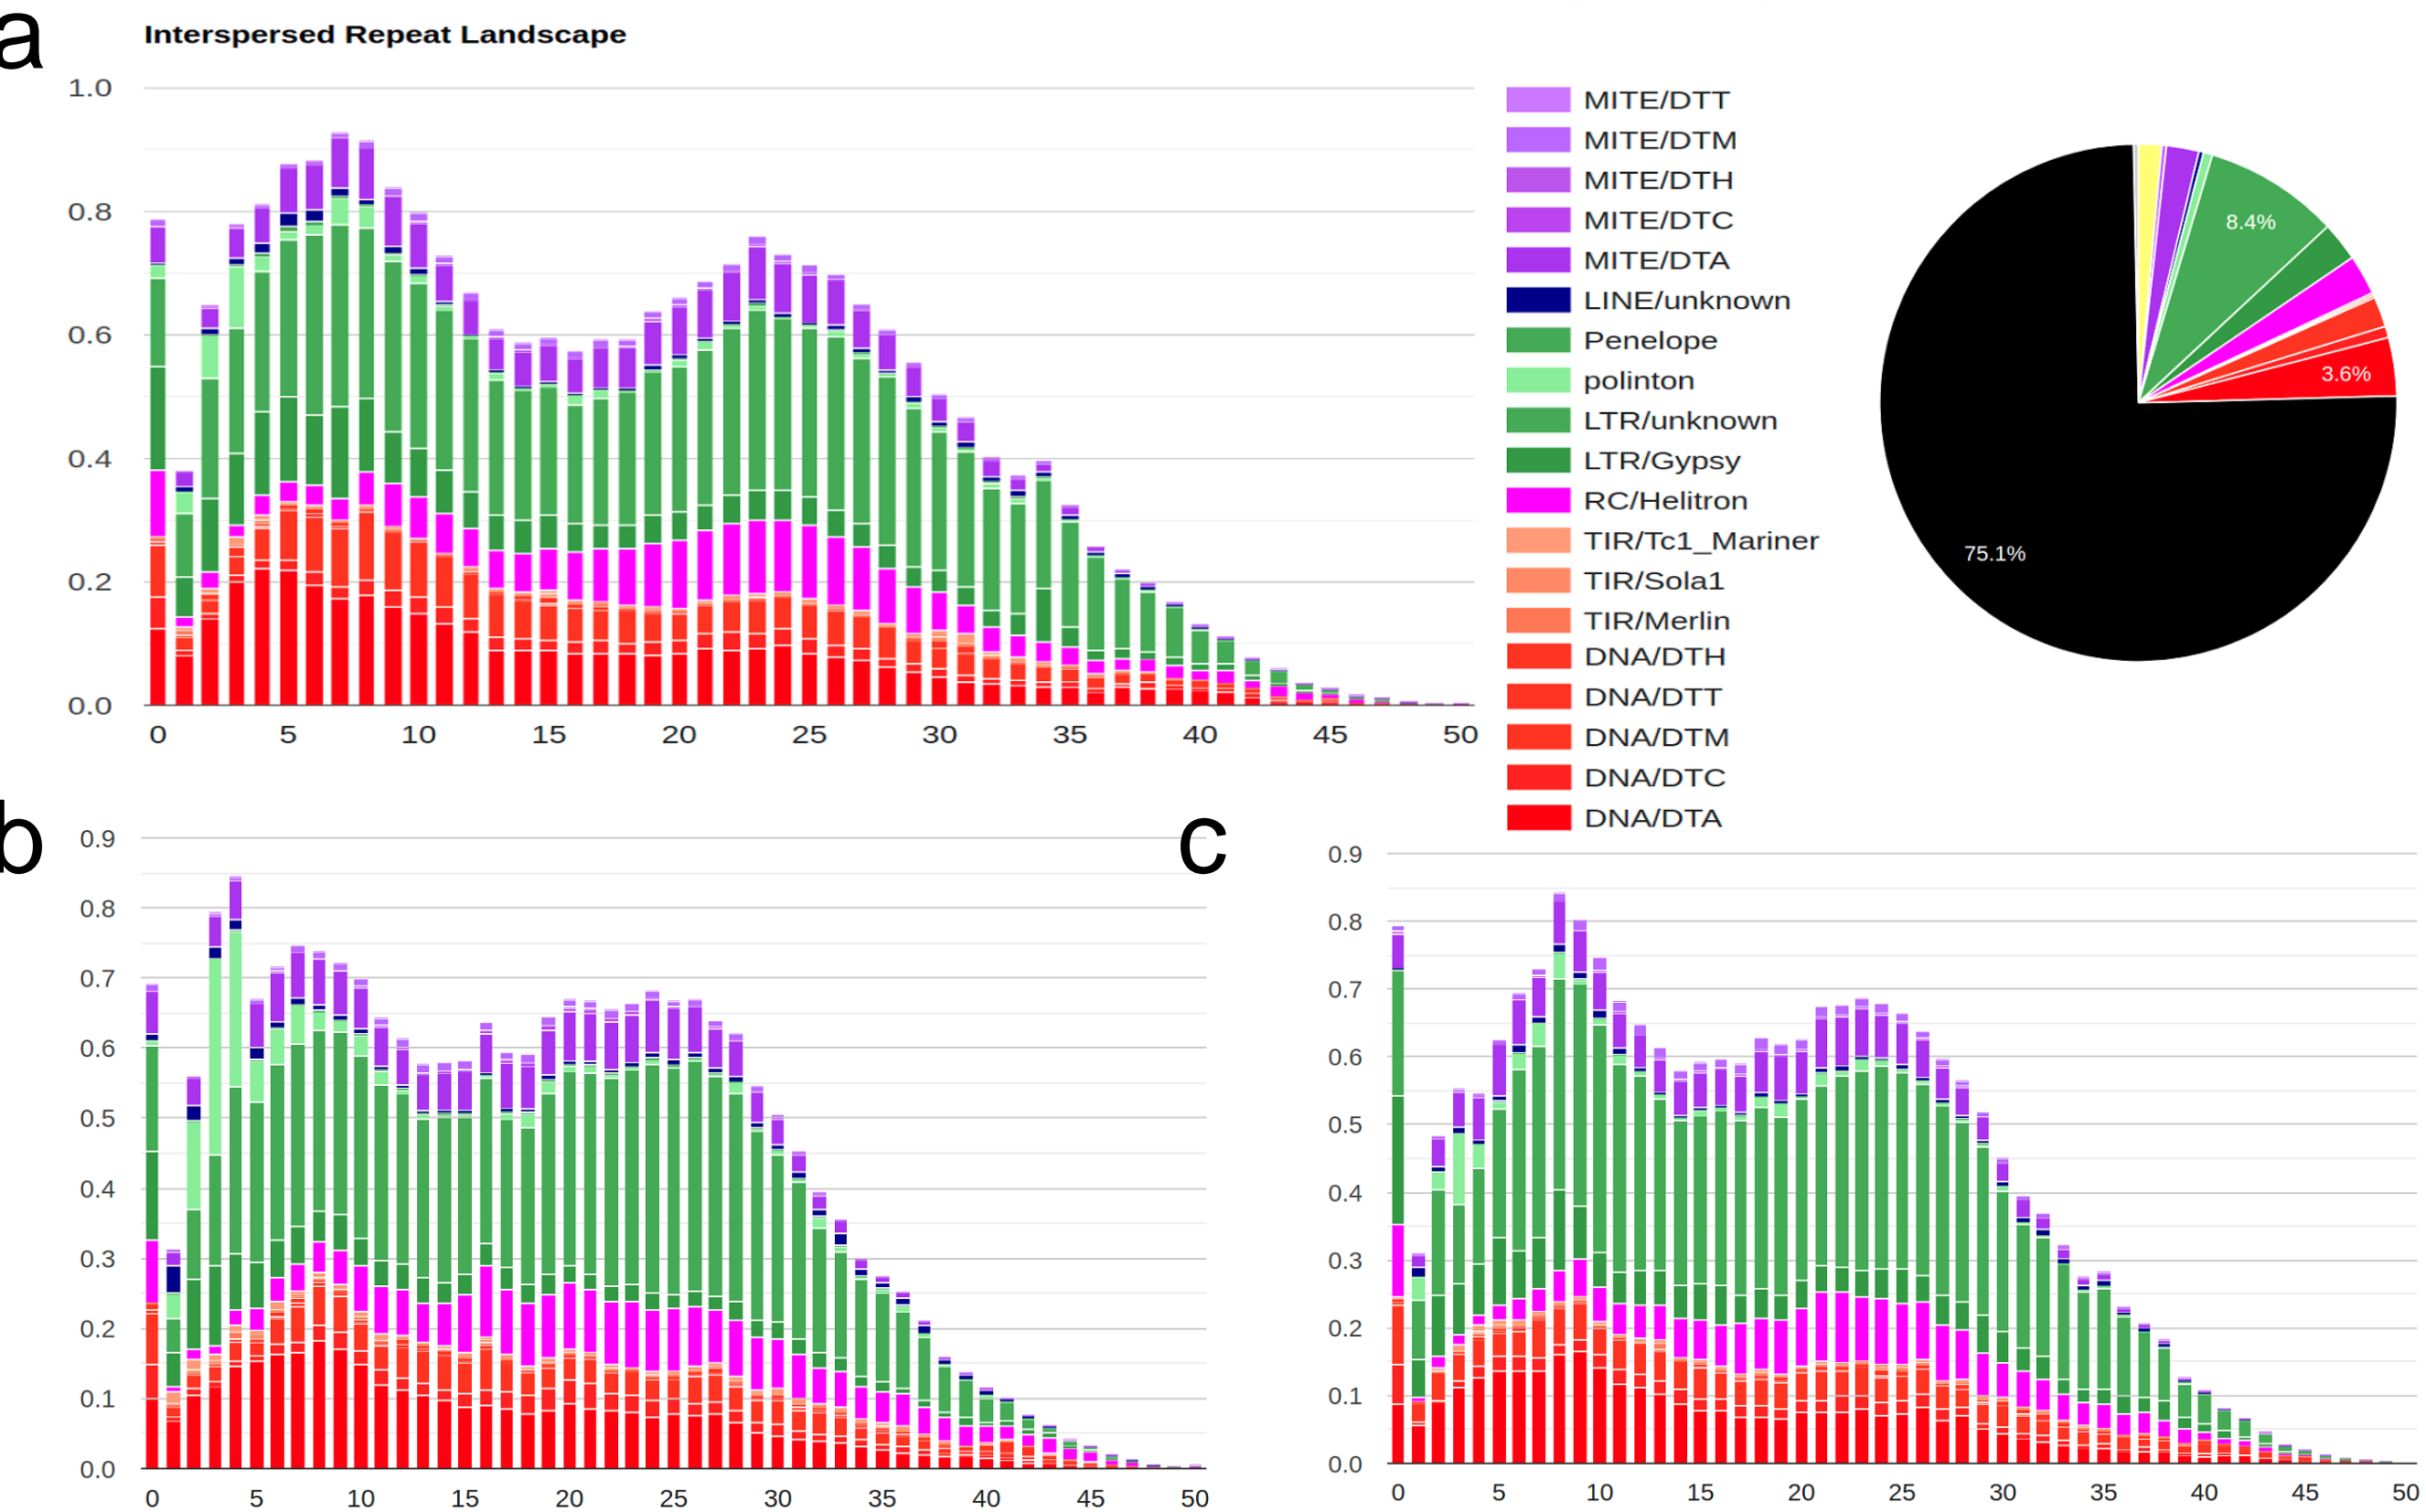 a
Interspersed Repeat Landscape
1.0
0.8
0.6
0.4
0.2
0.0
0 5 10 15 20 25 30 35 40 45 50
MITE/DTT
MITE/DTM
MITE/DTH
MITE/DTC
MITE/DTA
LINE/unknown
Penelope
polinton
LTR/unknown
LTR/Gypsy
RC/Helitron
TIR/Tc1_Mariner
TIR/Sola1
TIR/Merlin
DNA/DTH
DNA/DTT
DNA/DTM
DNA/DTC
DNA/DTA
8.4%
3.6%
75.1%
b
0.9
0.8
0.7
0.6
0.5
0.4
0.3
0.2
0.1
0.0
0 5 10 15 20 25 30 35 40 45 50
c
0.9
0.8
0.7
0.6
0.5
0.4
0.3
0.2
0.1
0.0
0 5 10 15 20 25 30 35 40 45 50